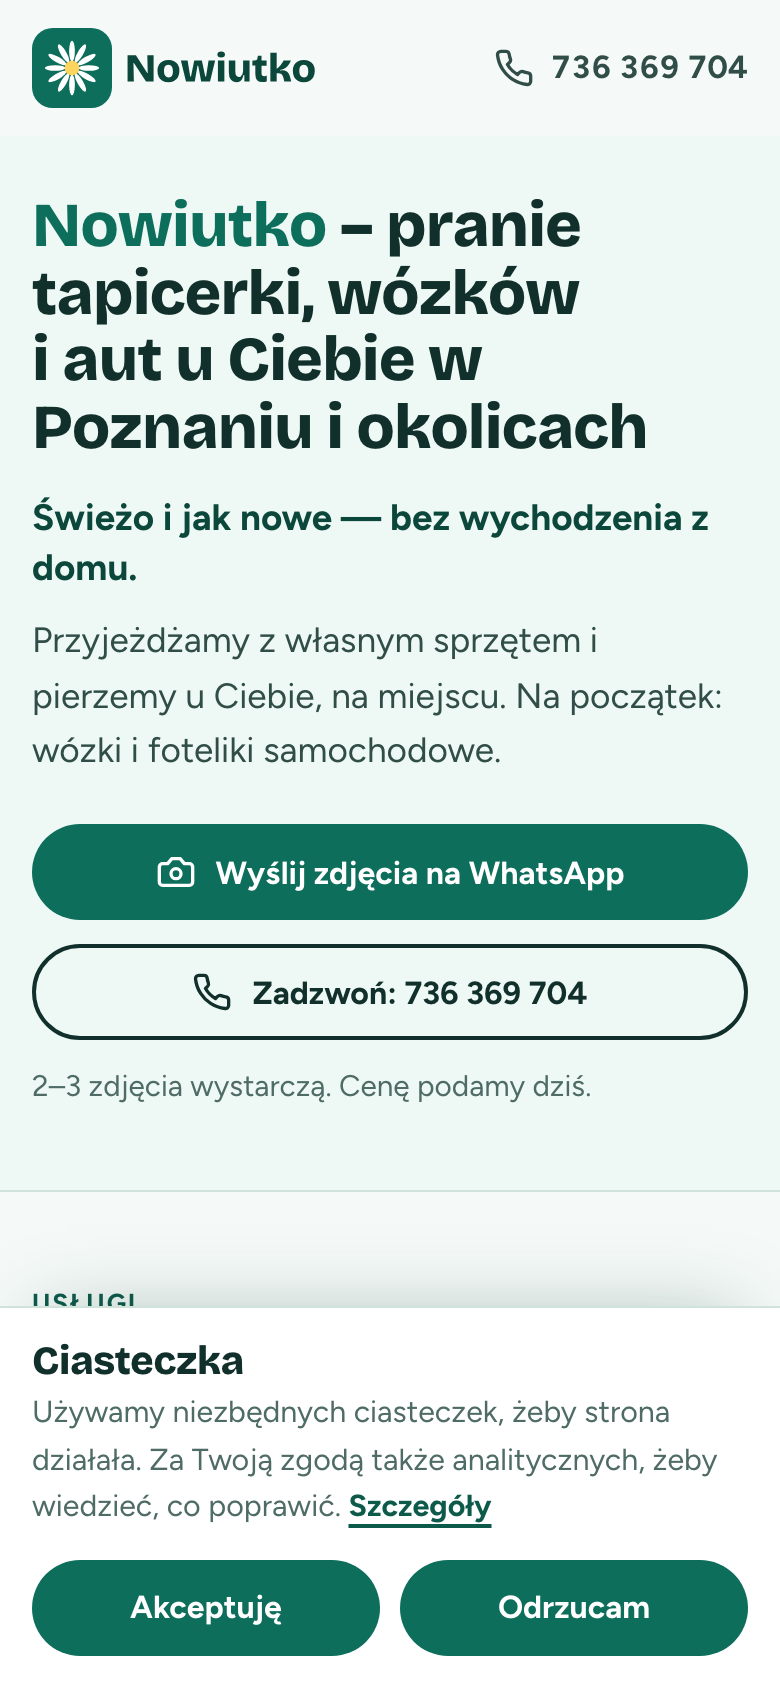 Nowiutko
736 369 704
Nowiutko – pranie
tapicerki, wózków
i aut u Ciebie w
Poznaniu i okolicach
Świeżo i jak nowe — bez wychodzenia z
domu.
Przyjeżdżamy z własnym sprzętem i
pierzemy u Ciebie, na miejscu. Na początek:
wózki i foteliki samochodowe.
Wyślij zdjęcia na WhatsApp
Zadzwoń: 736 369 704
2–3 zdjęcia wystarczą. Cenę podamy dziś.
USŁUGI
Ciasteczka
Używamy niezbędnych ciasteczek, żeby strona
działała. Za Twoją zgodą także analitycznych, żeby
wiedzieć, co poprawić. Szczegóły
Akceptuję
Odrzucam